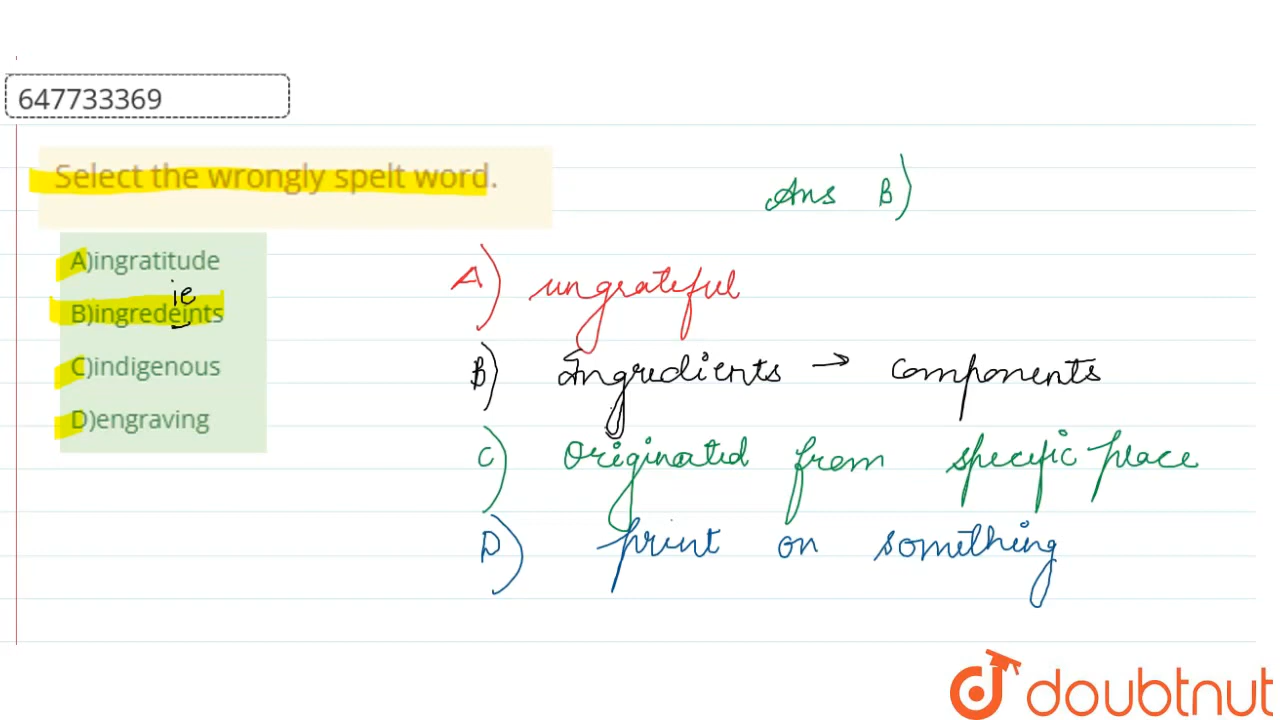 647733369
Select the wrongly spelt word.
Ans B)
A)ingratitude
ie
B)ingredeints
C)indigenous
D)engraving
A) ungrateful
B) Ingredients → Components
C) Originated from specific place
D) print on something
doubtnut